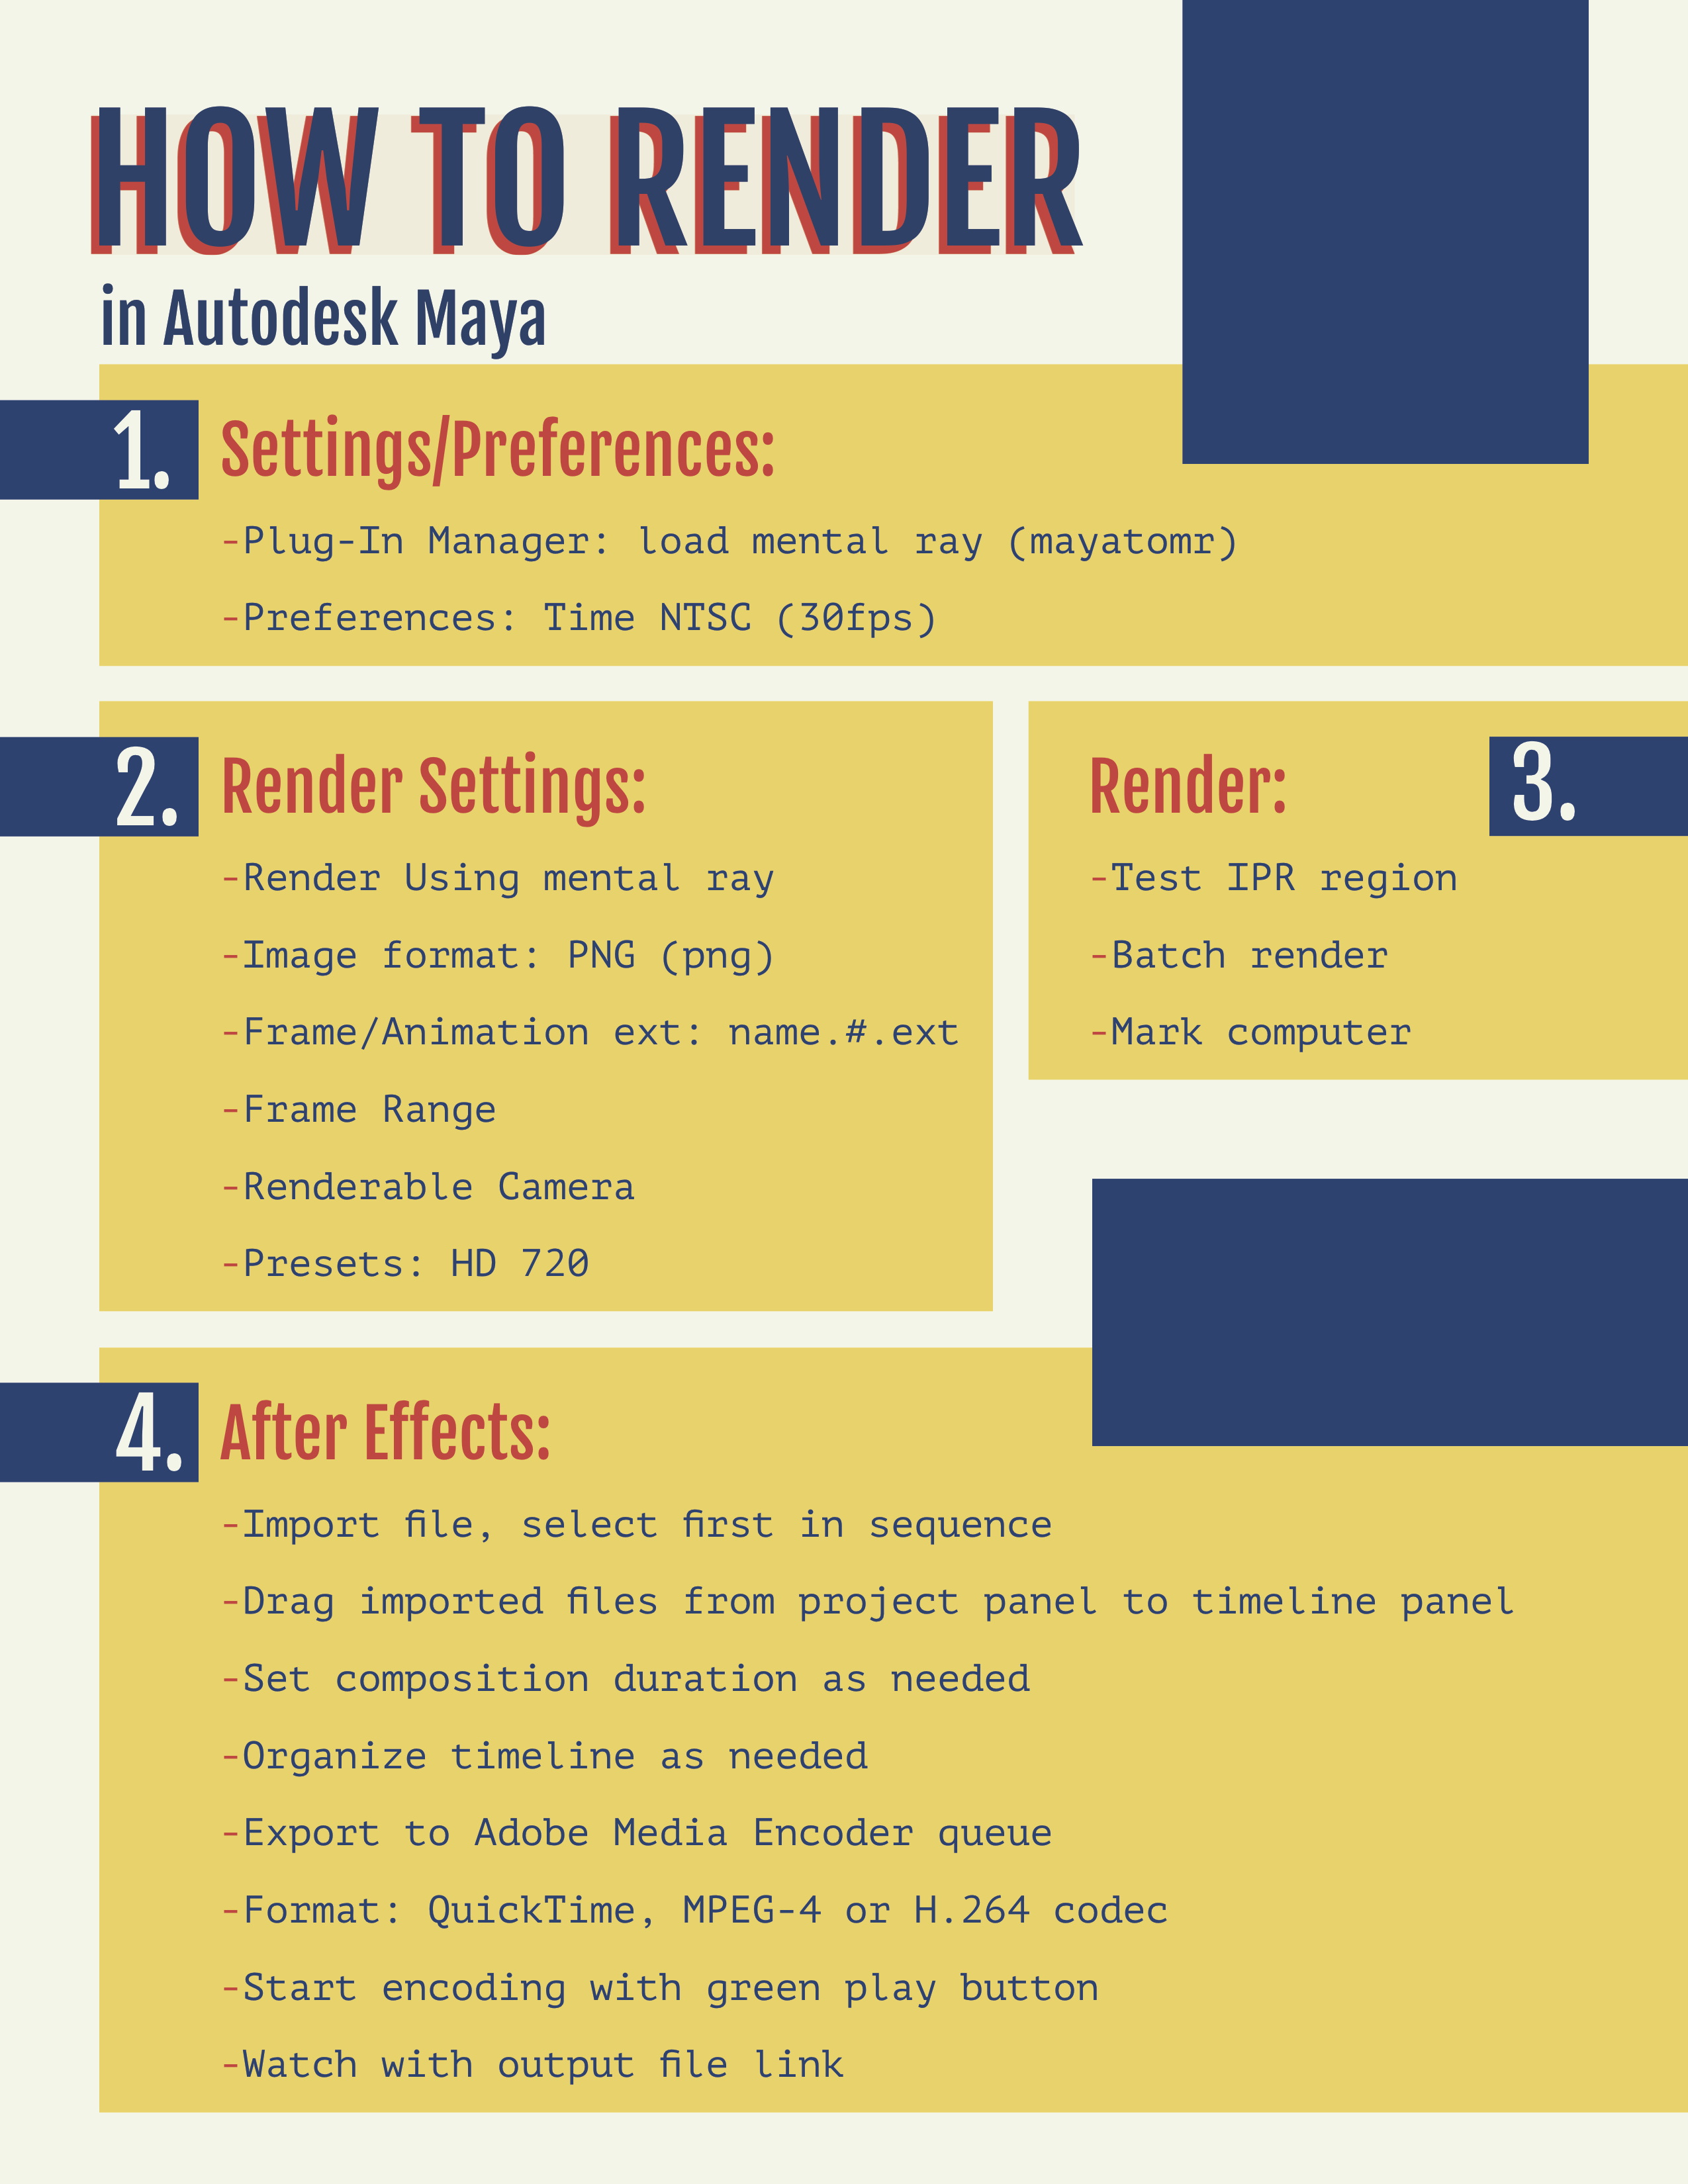 HOW TO RENDER
in Autodesk Maya
1. Settings/Preferences:
-Plug-In Manager: load mental ray (mayatomr)
-Preferences: Time NTSC (30fps)
2. Render Settings:
-Render Using mental ray
-Image format: PNG (png)
-Frame/Animation ext: name.#.ext
-Frame Range
-Renderable Camera
-Presets: HD 720
Render: 3.
-Test IPR region
-Batch render
-Mark computer
4. After Effects:
-Import file, select first in sequence
-Drag imported files from project panel to timeline panel
-Set composition duration as needed
-Organize timeline as needed
-Export to Adobe Media Encoder queue
-Format: QuickTime, MPEG-4 or H.264 codec
-Start encoding with green play button
-Watch with output file link